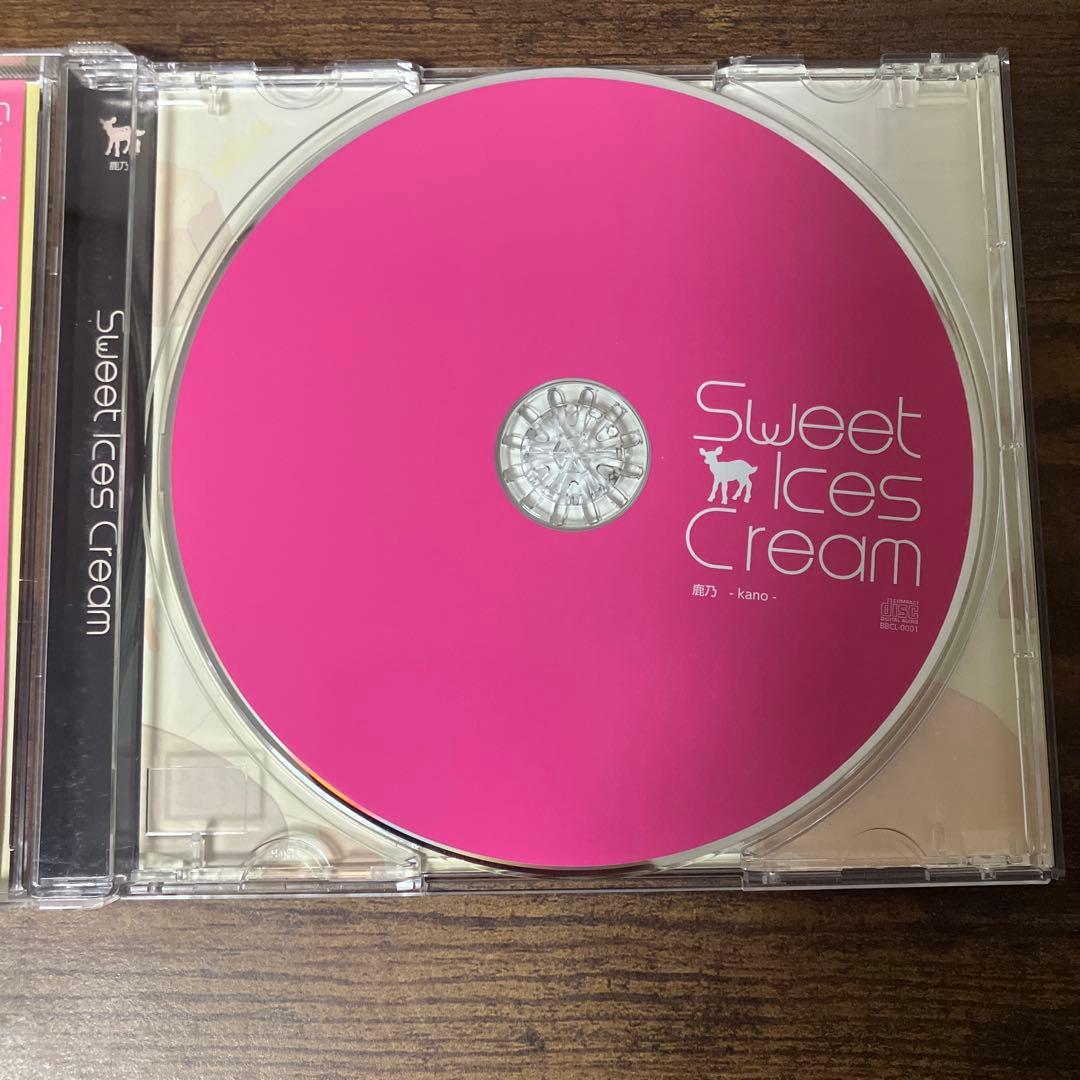 鹿乃
Sweet Ices Cream
Sweet
Ices
Cream
鹿乃 - kano -
COMPACT
disc
DIGITAL AUDIO
BBCL-0001